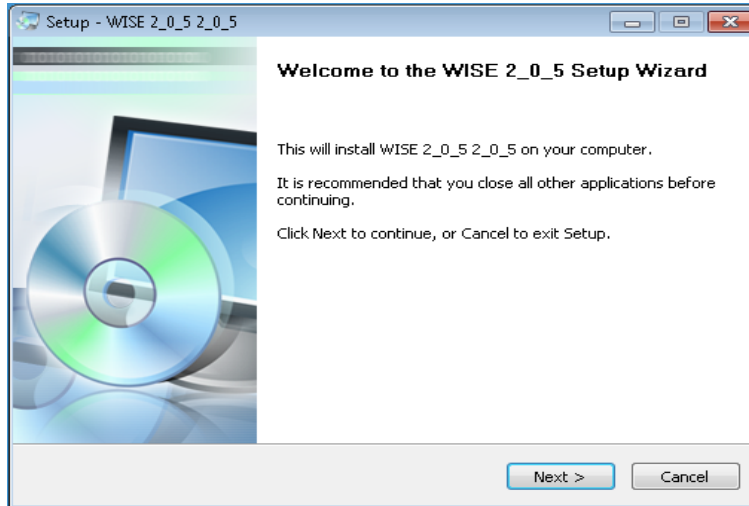 Setup - WISE 2_0_5 2_0_5
Welcome to the WISE 2_0_5 Setup Wizard
This will install WISE 2_0_5 2_0_5 on your computer.
It is recommended that you close all other applications before
continuing.
Click Next to continue, or Cancel to exit Setup.
Next >
Cancel